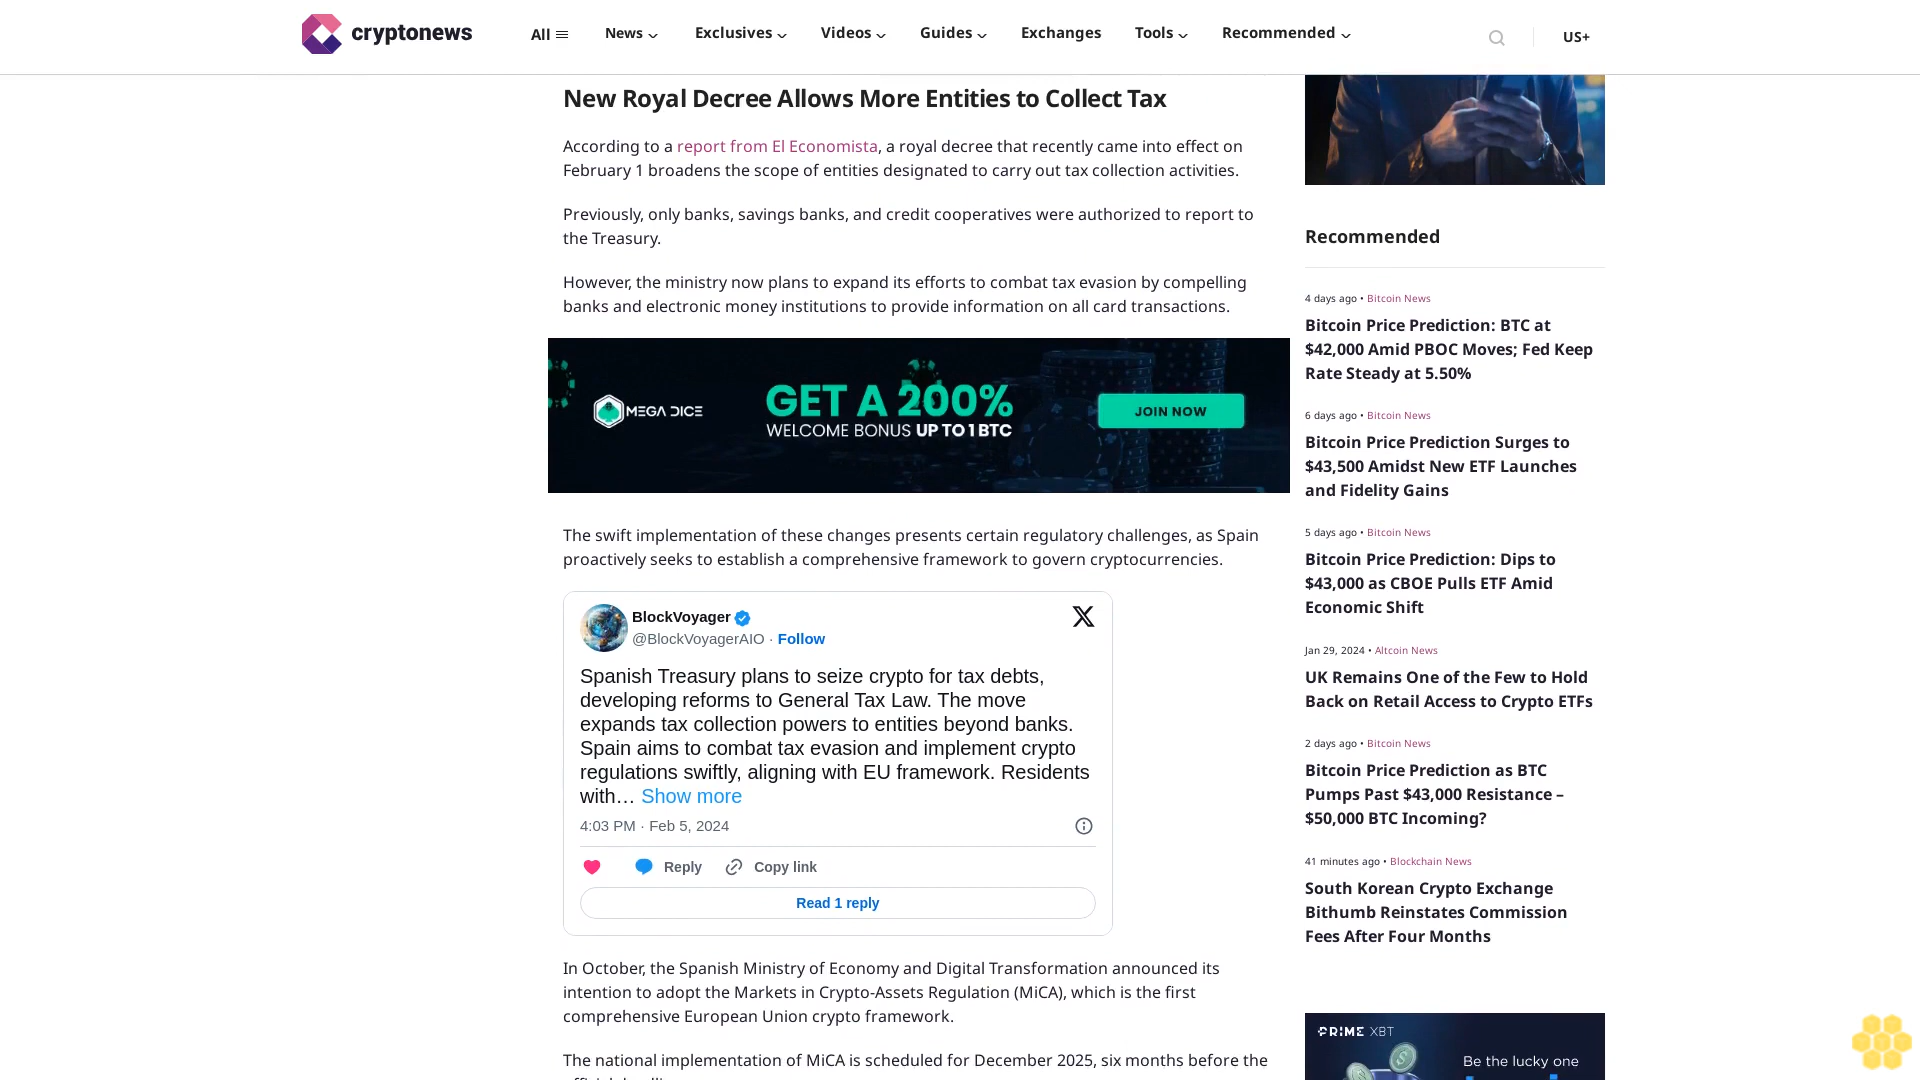 cryptonews
All
News
Exclusives
Videos
Guides
Exchanges
Tools
Recommended
US+
New Royal Decree Allows More Entities to Collect Tax
According to a report from El Economista, a royal decree that recently came into effect on
February 1 broadens the scope of entities designated to carry out tax collection activities.
Previously, only banks, savings banks, and credit cooperatives were authorized to report to
the Treasury.
However, the ministry now plans to expand its efforts to combat tax evasion by compelling
banks and electronic money institutions to provide information on all card transactions.
MEGA DICE
GET A 200%
WELCOME BONUS UP TO 1 BTC
JOIN NOW
The swift implementation of these changes presents certain regulatory challenges, as Spain
proactively seeks to establish a comprehensive framework to govern cryptocurrencies.
BlockVoyager
@BlockVoyagerAIO · Follow
Spanish Treasury plans to seize crypto for tax debts,
developing reforms to General Tax Law. The move
expands tax collection powers to entities beyond banks.
Spain aims to combat tax evasion and implement crypto
regulations swiftly, aligning with EU framework. Residents
with… Show more
4:03 PM · Feb 5, 2024
Reply
Copy link
Read 1 reply
In October, the Spanish Ministry of Economy and Digital Transformation announced its
intention to adopt the Markets in Crypto-Assets Regulation (MiCA), which is the first
comprehensive European Union crypto framework.
The national implementation of MiCA is scheduled for December 2025, six months before the
Recommended
4 days ago • Bitcoin News
Bitcoin Price Prediction: BTC at
$42,000 Amid PBOC Moves; Fed Keep
Rate Steady at 5.50%
6 days ago • Bitcoin News
Bitcoin Price Prediction Surges to
$43,500 Amidst New ETF Launches
and Fidelity Gains
5 days ago • Bitcoin News
Bitcoin Price Prediction: Dips to
$43,000 as CBOE Pulls ETF Amid
Economic Shift
Jan 29, 2024 • Altcoin News
UK Remains One of the Few to Hold
Back on Retail Access to Crypto ETFs
2 days ago • Bitcoin News
Bitcoin Price Prediction as BTC
Pumps Past $43,000 Resistance –
$50,000 BTC Incoming?
41 minutes ago • Blockchain News
South Korean Crypto Exchange
Bithumb Reinstates Commission
Fees After Four Months
PRIME XBT
Be the lucky one